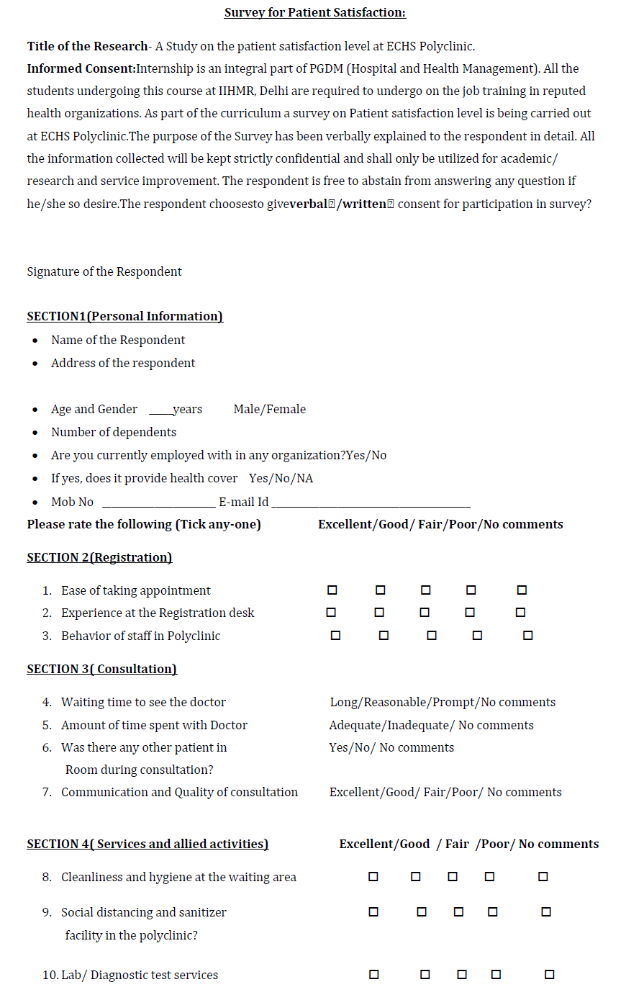 Survey for Patient Satisfaction:
Title of the Research- A Study on the patient satisfaction level at ECHS Polyclinic.
Informed Consent:Internship is an integral part of PGDM (Hospital and Health Management). All the
students undergoing this course at IIHMR, Delhi are required to undergo on the job training in reputed
health organizations. As part of the curriculum a survey on Patient satisfaction level is being carried out
at ECHS Polyclinic.The purpose of the Survey has been verbally explained to the respondent in detail. All
the information collected will be kept strictly confidential and shall only be utilized for academic/
research and service improvement. The respondent is free to abstain from answering any question if
he/she so desire.The respondent choosesto giveverbal⍰/written⍰ consent for participation in survey?
Signature of the Respondent
SECTION1(Personal Information)
• Name of the Respondent
• Address of the respondent
• Age and Gender ____years Male/Female
• Number of dependents
• Are you currently employed with in any organization?Yes/No
• If yes, does it provide health cover Yes/No/NA
• Mob No ___________________ E-mail Id __________________________________
Please rate the following (Tick any-one) Excellent/Good/ Fair/Poor/No comments
SECTION 2(Registration)
1. Ease of taking appointment □ □ □ □ □
2. Experience at the Registration desk □ □ □ □ □
3. Behavior of staff in Polyclinic □ □ □ □ □
SECTION 3( Consultation)
4. Waiting time to see the doctor Long/Reasonable/Prompt/No comments
5. Amount of time spent with Doctor Adequate/Inadequate/ No comments
6. Was there any other patient in Yes/No/ No comments
Room during consultation?
7. Communication and Quality of consultation Excellent/Good/ Fair/Poor/ No comments
SECTION 4( Services and allied activities) Excellent/Good / Fair /Poor/ No comments
8. Cleanliness and hygiene at the waiting area □ □ □ □ □
9. Social distancing and sanitizer □ □ □ □ □
facility in the polyclinic?
10. Lab/ Diagnostic test services □ □ □ □ □